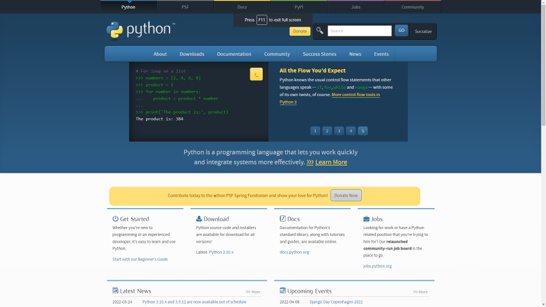 Python
PSF
Docs
PyPI
Jobs
Community
Press F11 to exit full screen
python™
Donate
Search
GO
Socialize
About
Downloads
Documentation
Community
Success Stories
News
Events
# For loop on a list
>>> numbers = [2, 4, 6, 8]
>>> product = 1
>>> for number in numbers:
... product = product * number
...
>>> print('The product is:', product)
The product is: 384
>_
All the Flow You'd Expect
Python knows the usual control flow statements that other
languages speak — if, for, while and range — with some
of its own twists, of course. More control flow tools in
Python 3
1
2
3
4
5
Python is a programming language that lets you work quickly
and integrate systems more effectively. >>> Learn More
Contribute today to the PSF Spring Fundraiser and show your love for Python!
Donate Now
Get Started
Whether you're new to
programming or an experienced
developer, it's easy to learn and use
Python.
Start with our Beginner's Guide
Download
Python source code and installers
are available for download for all
versions!
Latest: Python 3.10.4
Docs
Documentation for Python's
standard library, along with tutorials
and guides, are available online.
docs.python.org
Jobs
Looking for work or have a Python
related position that you're trying to
hire for? Our relaunched
community-run job board is the
place to go.
jobs.python.org
Latest News
More
2022-03-24 Python 3.10.4 and 3.9.12 are now available out of schedule
Upcoming Events
More
2022-04-08 Django Day Copenhagen 2022